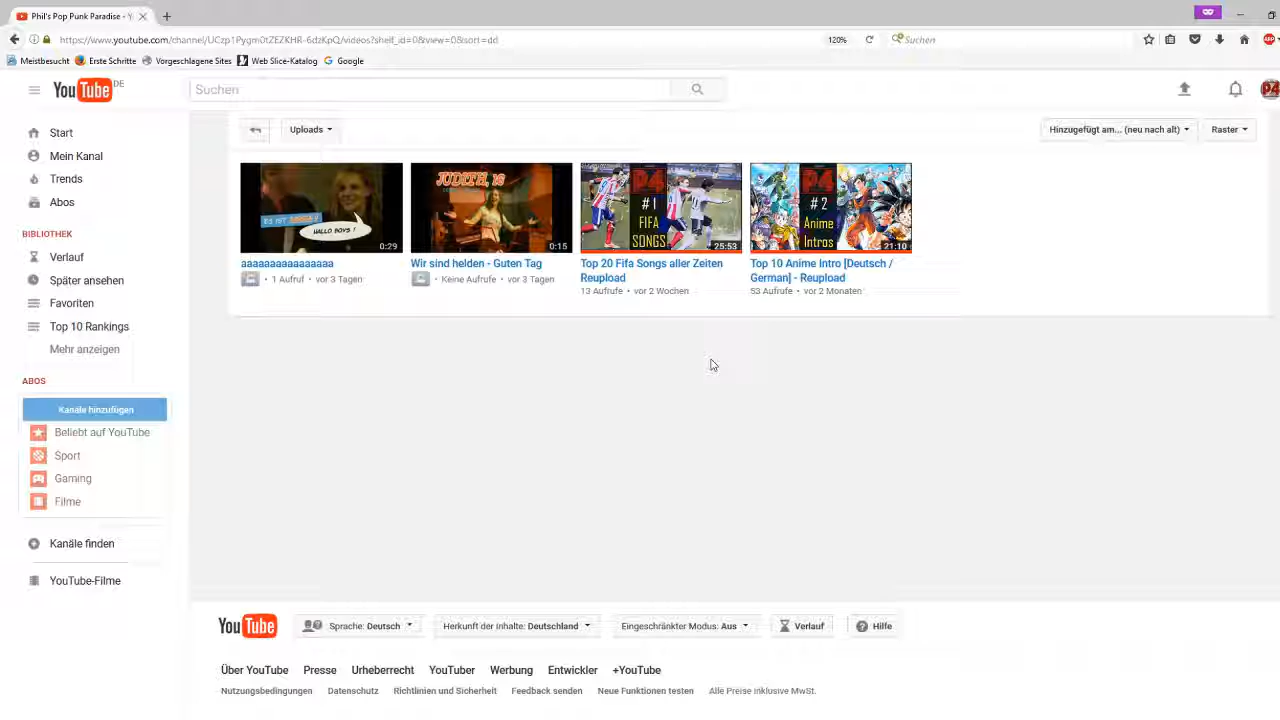 Phil's Pop Punk Paradise - Y
https://www.youtube.com/channel/UCzp1Pygm0tZEZKHR-6dzKpQ/videos?shelf_id=0&view=0&sort=dd
120%
Suchen
Meistbesucht
Erste Schritte
Vorgeschlagene Sites
Web Slice-Katalog
Google
YouTube DE
Suchen
P4
Start
Mein Kanal
Trends
Abos
BIBLIOTHEK
Verlauf
Später ansehen
Favoriten
Top 10 Rankings
Mehr anzeigen
ABOS
Kanäle hinzufügen
Beliebt auf YouTube
Sport
Gaming
Filme
Kanäle finden
YouTube-Filme
Uploads
Hinzugefügt am... (neu nach alt)
Raster
HALLO BOYS !
0:29
aaaaaaaaaaaaaaaa
• 1 Aufruf • vor 3 Tagen
JUDITH, 16
0:15
Wir sind helden - Guten Tag
• Keine Aufrufe • vor 3 Tagen
P4
# 1
FIFA
SONGS
25:53
Top 20 Fifa Songs aller Zeiten
Reupload
13 Aufrufe • vor 2 Wochen
P4
# 2
Anime
Intros
21:10
Top 10 Anime Intro [Deutsch /
German] - Reupload
53 Aufrufe • vor 2 Monaten
YouTube
Sprache: Deutsch
Herkunft der Inhalte: Deutschland
Eingeschränkter Modus: Aus
Verlauf
Hilfe
Über YouTube
Presse
Urheberrecht
YouTuber
Werbung
Entwickler
+YouTube
Nutzungsbedingungen
Datenschutz
Richtlinien und Sicherheit
Feedback senden
Neue Funktionen testen
Alle Preise inklusive MwSt.